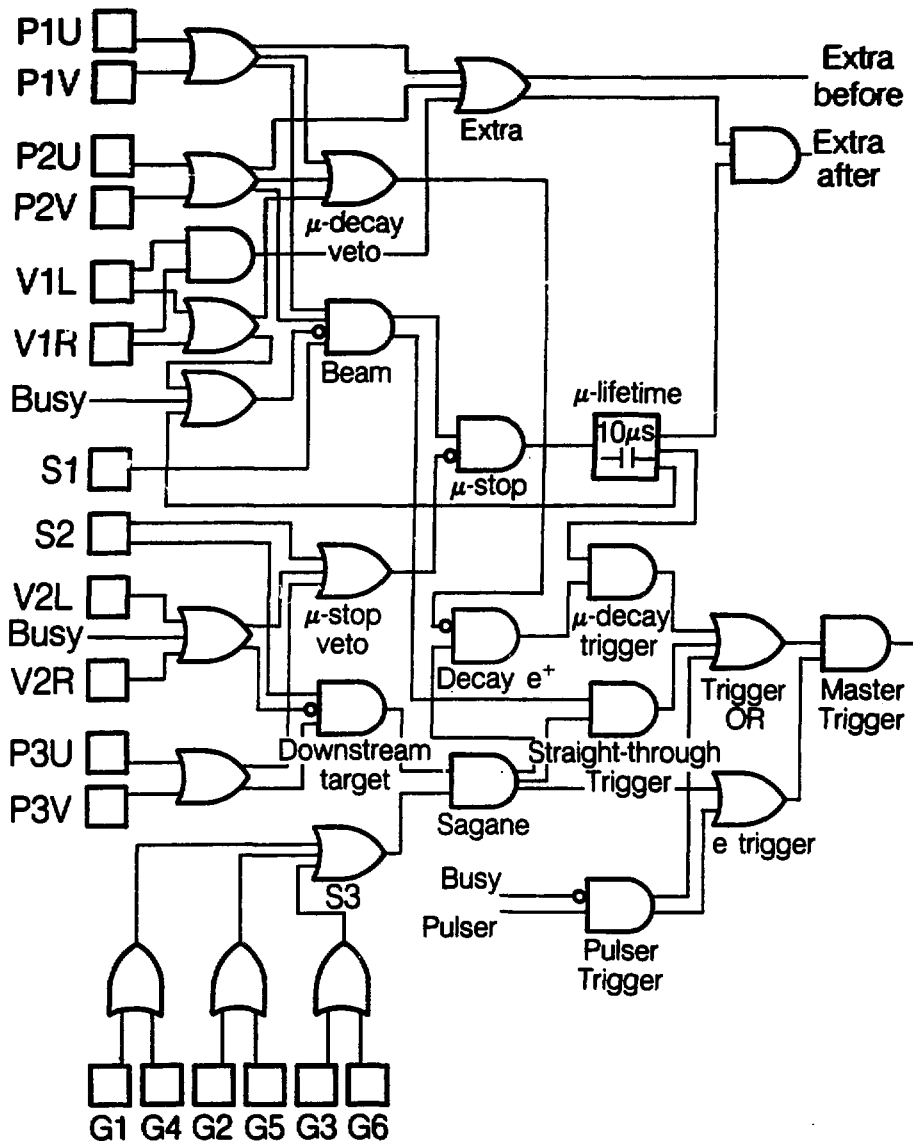 P1U
P1V
P2U
P2V
V1L
V1R
Busy
S1
S2
V2L
Busy
V2R
P3U
P3V
Extra
Extra
before
Extra
after
μ-decay
veto
Beam
μ-lifetime
10μs
μ-stop
μ-stop
veto
μ-decay
trigger
Decay e⁺
Trigger
OR
Master
Trigger
Downstream
target
Straight-through
Trigger
Sagane
e trigger
S3
Busy
Pulser
Pulser
Trigger
G1 G4 G2 G5 G3 G6